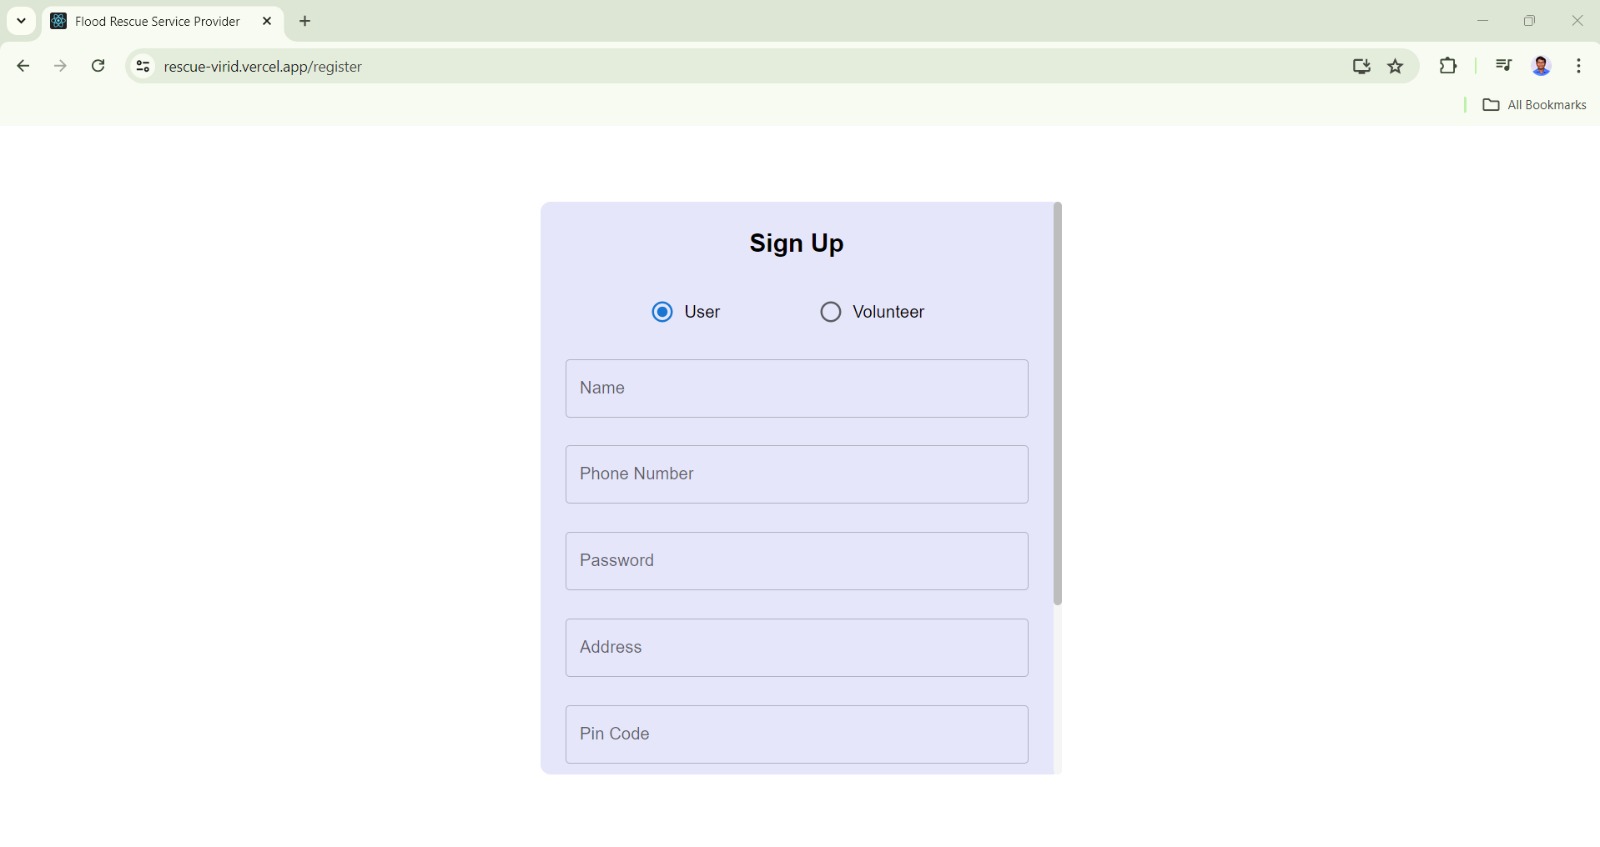 Flood Rescue Service Provider
rescue-virid.vercel.app/register
All Bookmarks
Sign Up
User Volunteer
Name
Phone Number
Password
Address
Pin Code